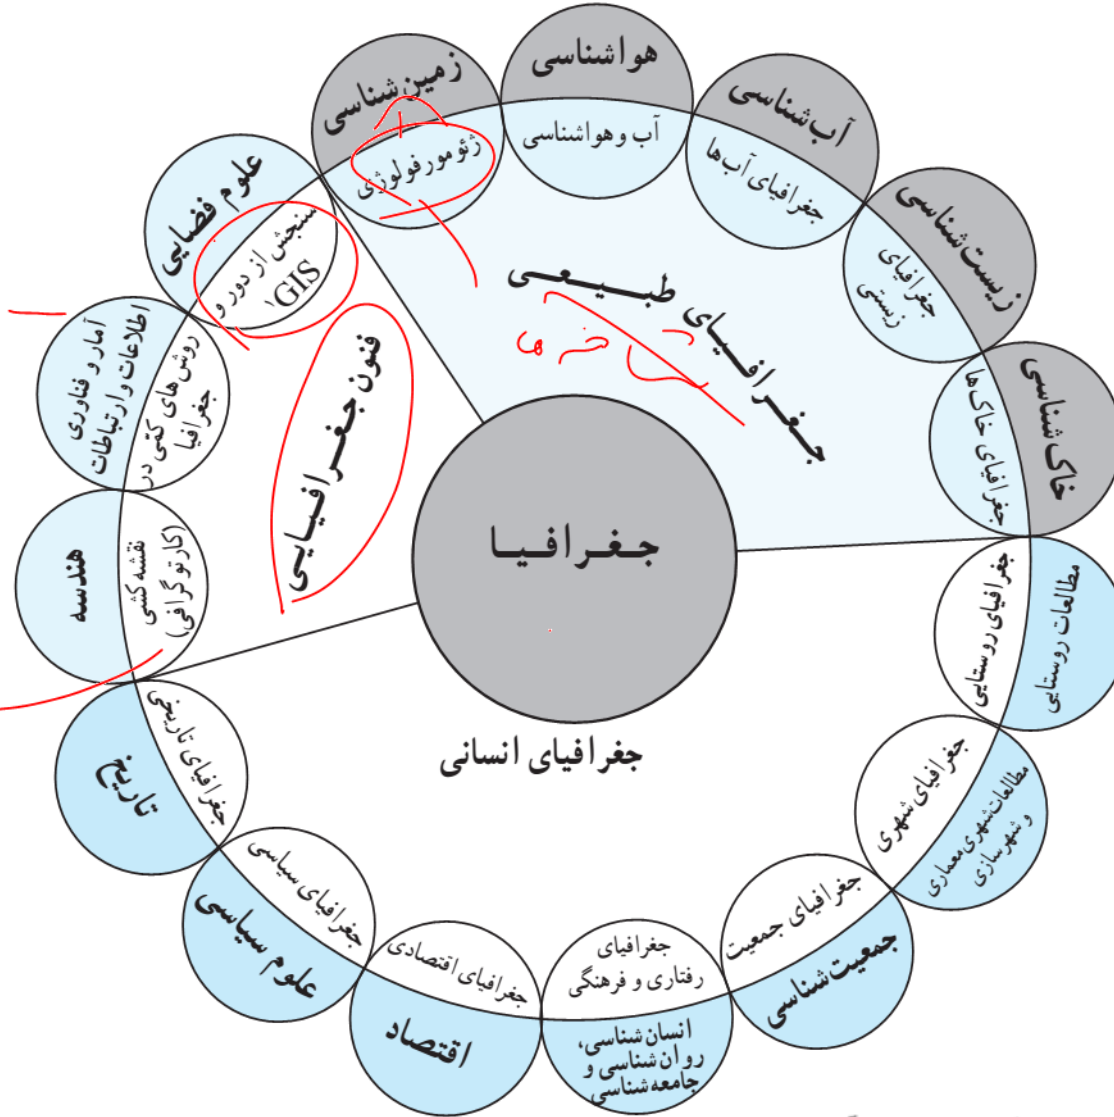 هواشناسی
آب و هواشناسی
آب‌شناسی
جغرافیای آب‌ها
زیست‌شناسی
جغرافیای
زیستی
خاک‌شناسی
جغرافیای خاک‌ها
مطالعات روستایی
جغرافیای روستایی
مطالعات شهری معماری
و شهرسازی
جغرافیای شهری
جمعیت‌شناسی
جغرافیای جمعیت
جغرافیای
رفتاری و فرهنگی
انسان‌شناسی،
روان‌شناسی و
جامعه‌شناسی
جغرافیای اقتصادی
اقتصاد
جغرافیای سیاسی
علوم سیاسی
جغرافیای تاریخی
تاریخ
هندسه
نقشه کشی
(کارتوگرافی)
آمار و فناوری
اطلاعات و ارتباطات
روش‌های کمّی در
جغرافیا
علوم فضایی
سنجش از دور و
GIS۱
زمین‌شناسی
ژئومورفولوژی
جغرافیای طبیعی
فنون جغرافیایی
جغرافیا
جغرافیای انسانی